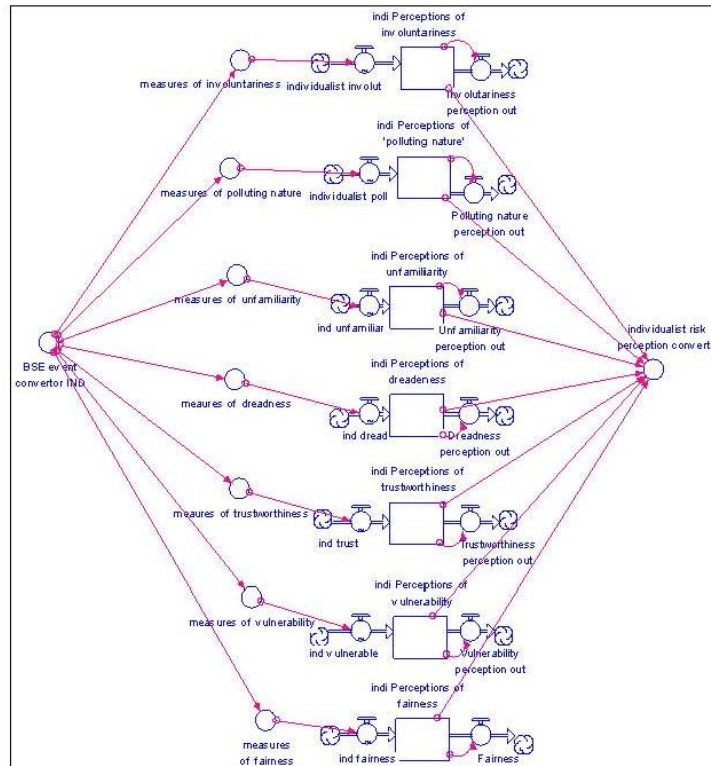 indi Perceptions of
involuntariness
measures of involuntariness
individualist involut
Involutariness
perception out
indi Perceptions of
'polluting nature'
measures of polluting nature
individualist poll
Polluting nature
perception out
indi Perceptions of
unfamiliarity
measures of unfamiliarity
ind unfamiliar
Unfamiliarity
perception out
individualist risk
perception converte
BSE event
convertor IND
indi Perceptions of
dreadeness
measures of dreadness
ind dread
Dreadness
perception out
indi Perceptions of
trustworthiness
measures of trustworthiness
ind trust
Trustworthiness
perception out
indi Perceptions of
vulnerability
measures of vulnerability
ind vulnerable
Vulnerability
perception out
indi Perceptions of
fairness
measures
of fairness
ind fairness
Fairness